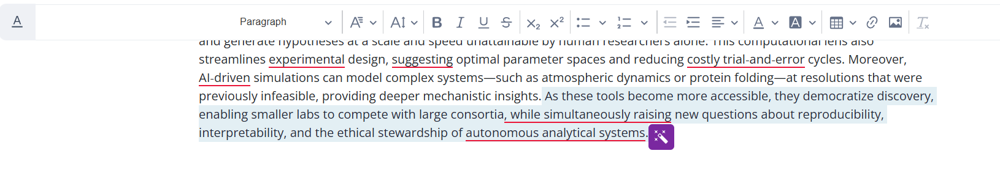 Paragraph
and generate hypotheses at a scale and speed unattainable by human researchers alone. This computational lens also
streamlines experimental design, suggesting optimal parameter spaces and reducing costly trial-and-error cycles. Moreover,
AI-driven simulations can model complex systems—such as atmospheric dynamics or protein folding—at resolutions that were
previously infeasible, providing deeper mechanistic insights. As these tools become more accessible, they democratize discovery,
enabling smaller labs to compete with large consortia, while simultaneously raising new questions about reproducibility,
interpretability, and the ethical stewardship of autonomous analytical systems.